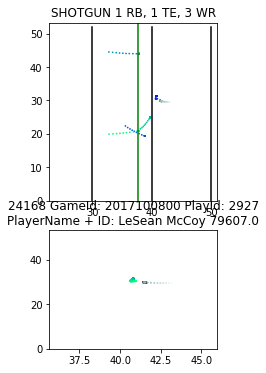 SHOTGUN 1 RB, 1 TE, 3 WR
50
40
30
20
10
0
30 40 50
24168 GameId: 2017100800 PlayId: 2927
PlayerName + ID: LeSean McCoy 79607.0
40
20
0
37.5 40.0 42.5 45.0